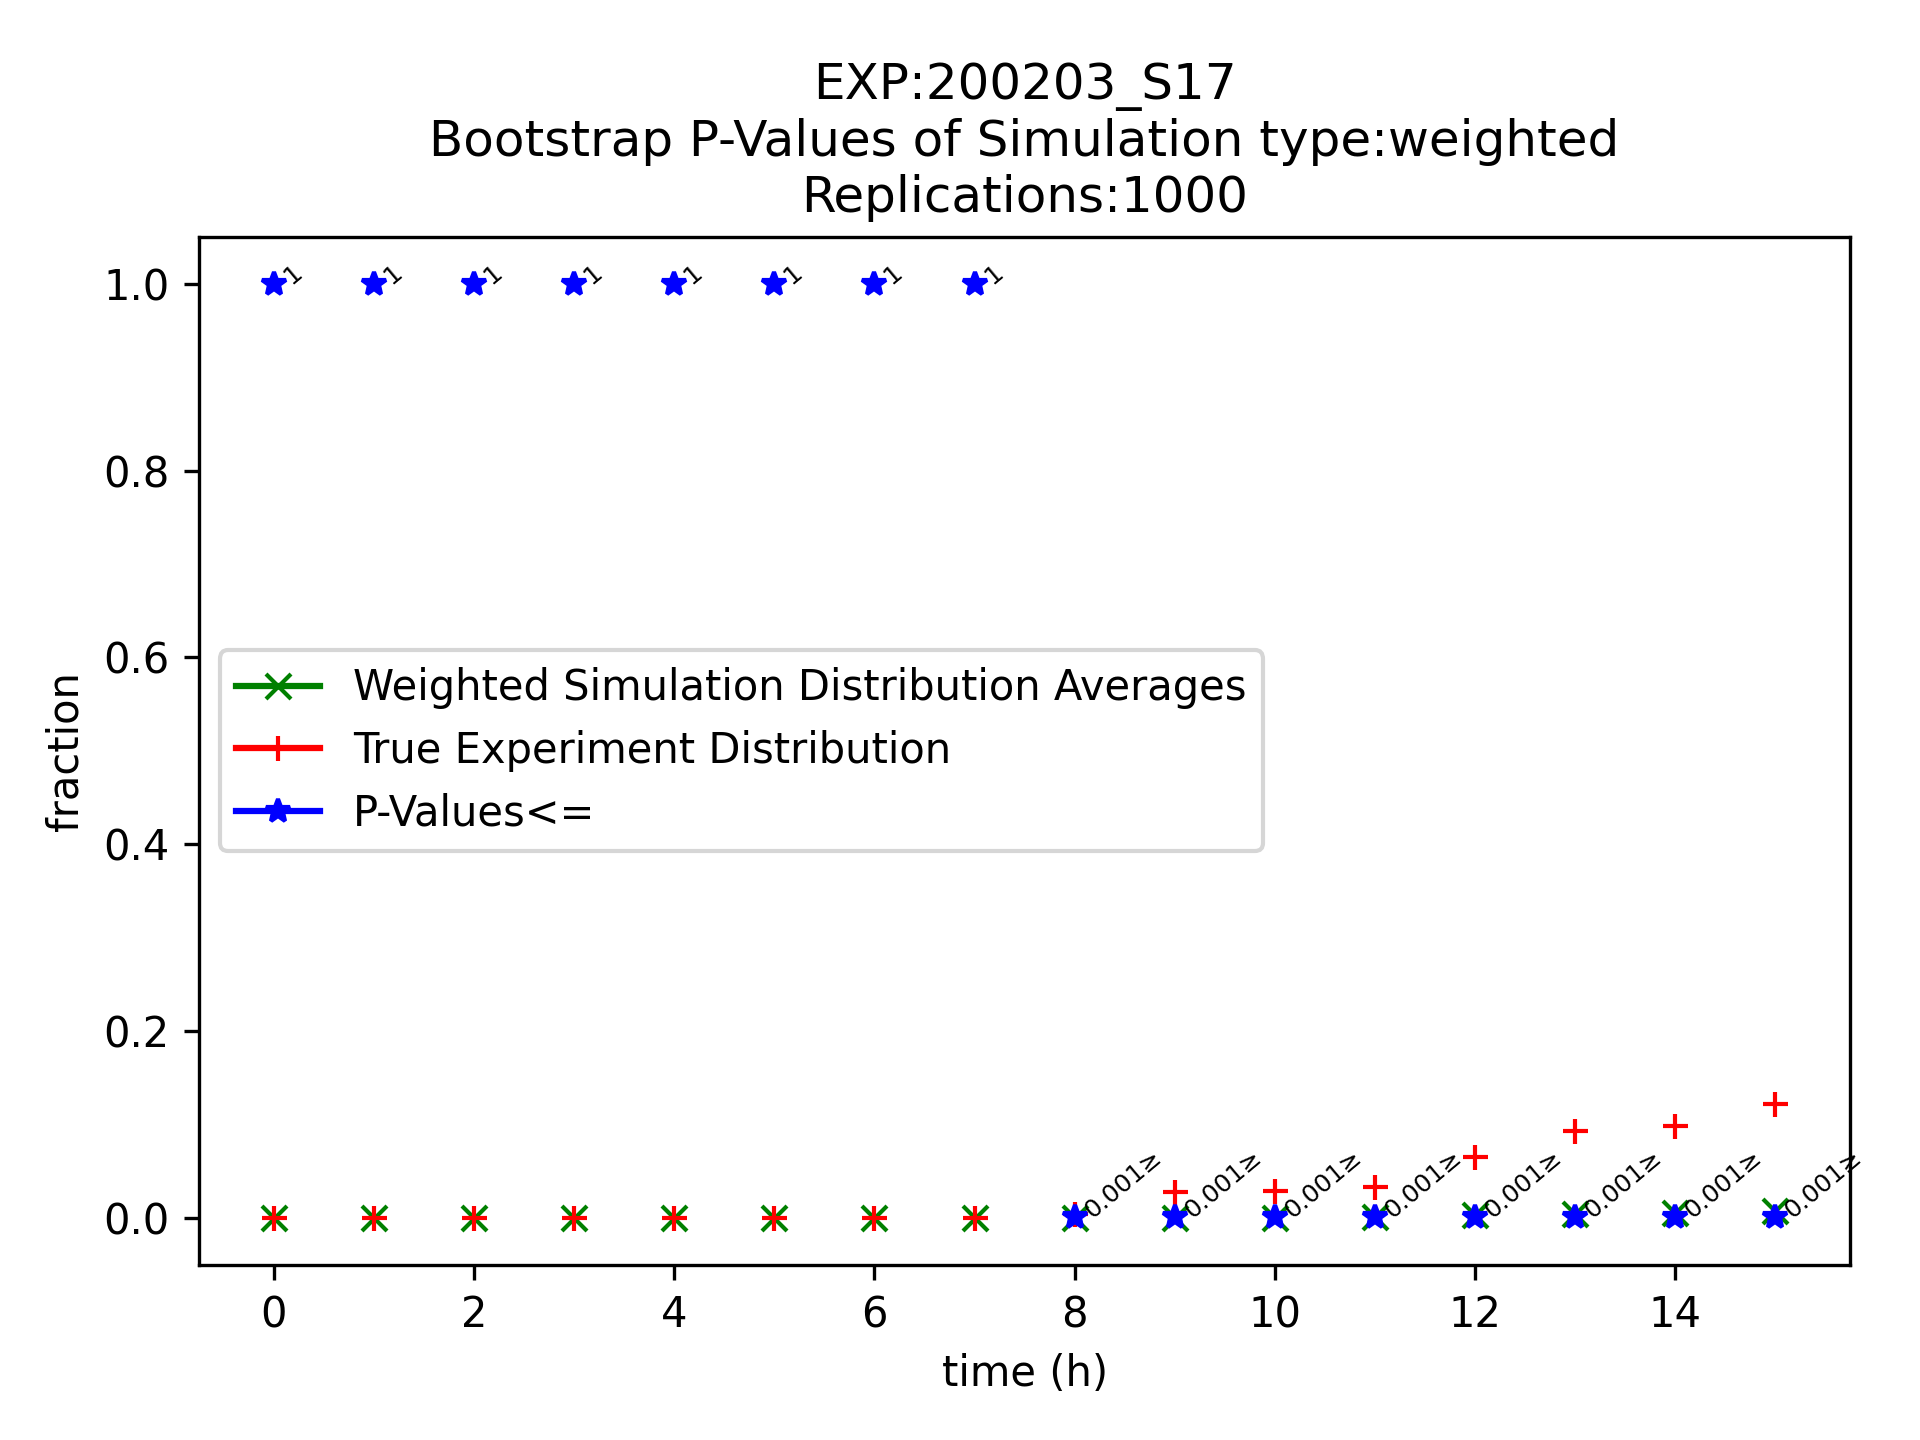 EXP:200203_S17
Bootstrap P-Values of Simulation type:weighted
Replications:1000
1 1 1 1 1 1 1 1
1.0
0.8
0.6
0.4
0.2
0.0
fraction
Weighted Simulation Distribution Averages
True Experiment Distribution
P-Values<=
0.001≥ 0.001≥ 0.001≥ 0.001≥ 0.001≥ 0.001≥ 0.001≥ 0.001≥
0 2 4 6 8 10 12 14
time (h)